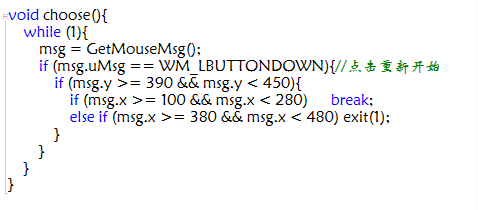 void choose(){
while (1){
msg = GetMouseMsg();
if (msg.uMsg == WM_LBUTTONDOWN){//点击重新开始
if (msg.y >= 390 && msg.y < 450){
if (msg.x >= 100 && msg.x < 280) break;
else if (msg.x >= 380 && msg.x < 480) exit(1);
}
}
}
}